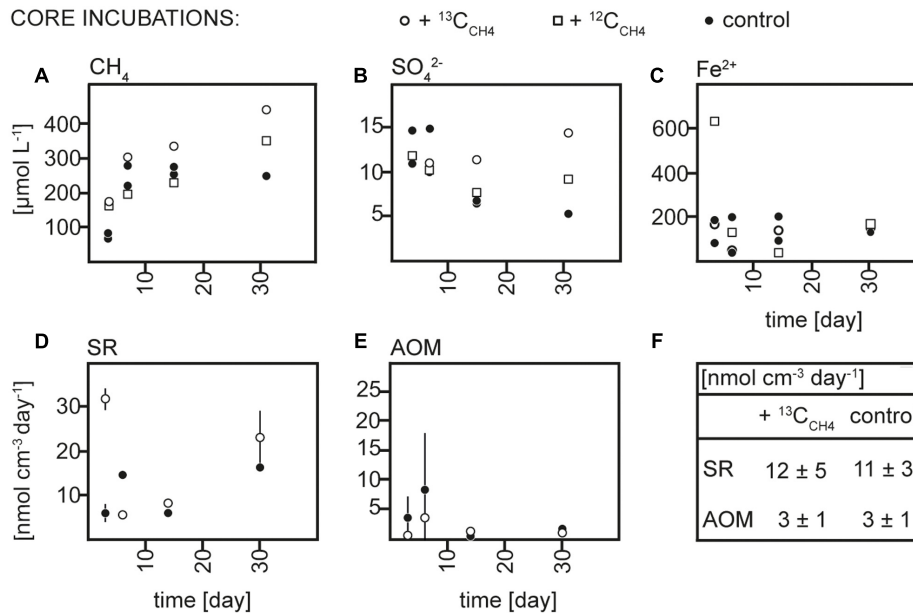 CORE INCUBATIONS: + ¹³C_CH4 + ¹²C_CH4 control
A CH₄
B SO₄²⁻
C Fe²⁺
[µmol L⁻¹]
400
300
200
100
10 20 30
15
10
5
10 20 30
600
400
200
10 20 30
time [day]
D SR
E AOM
F
[nmol cm⁻³ day⁻¹]
30
20
10
10 20 30
time [day]
25
20
15
10
5
10 20 30
time [day]
[nmol cm⁻³ day⁻¹]
+ ¹³C_CH4 contro
SR 12 ± 5 11 ± 3
AOM 3 ± 1 3 ± 1